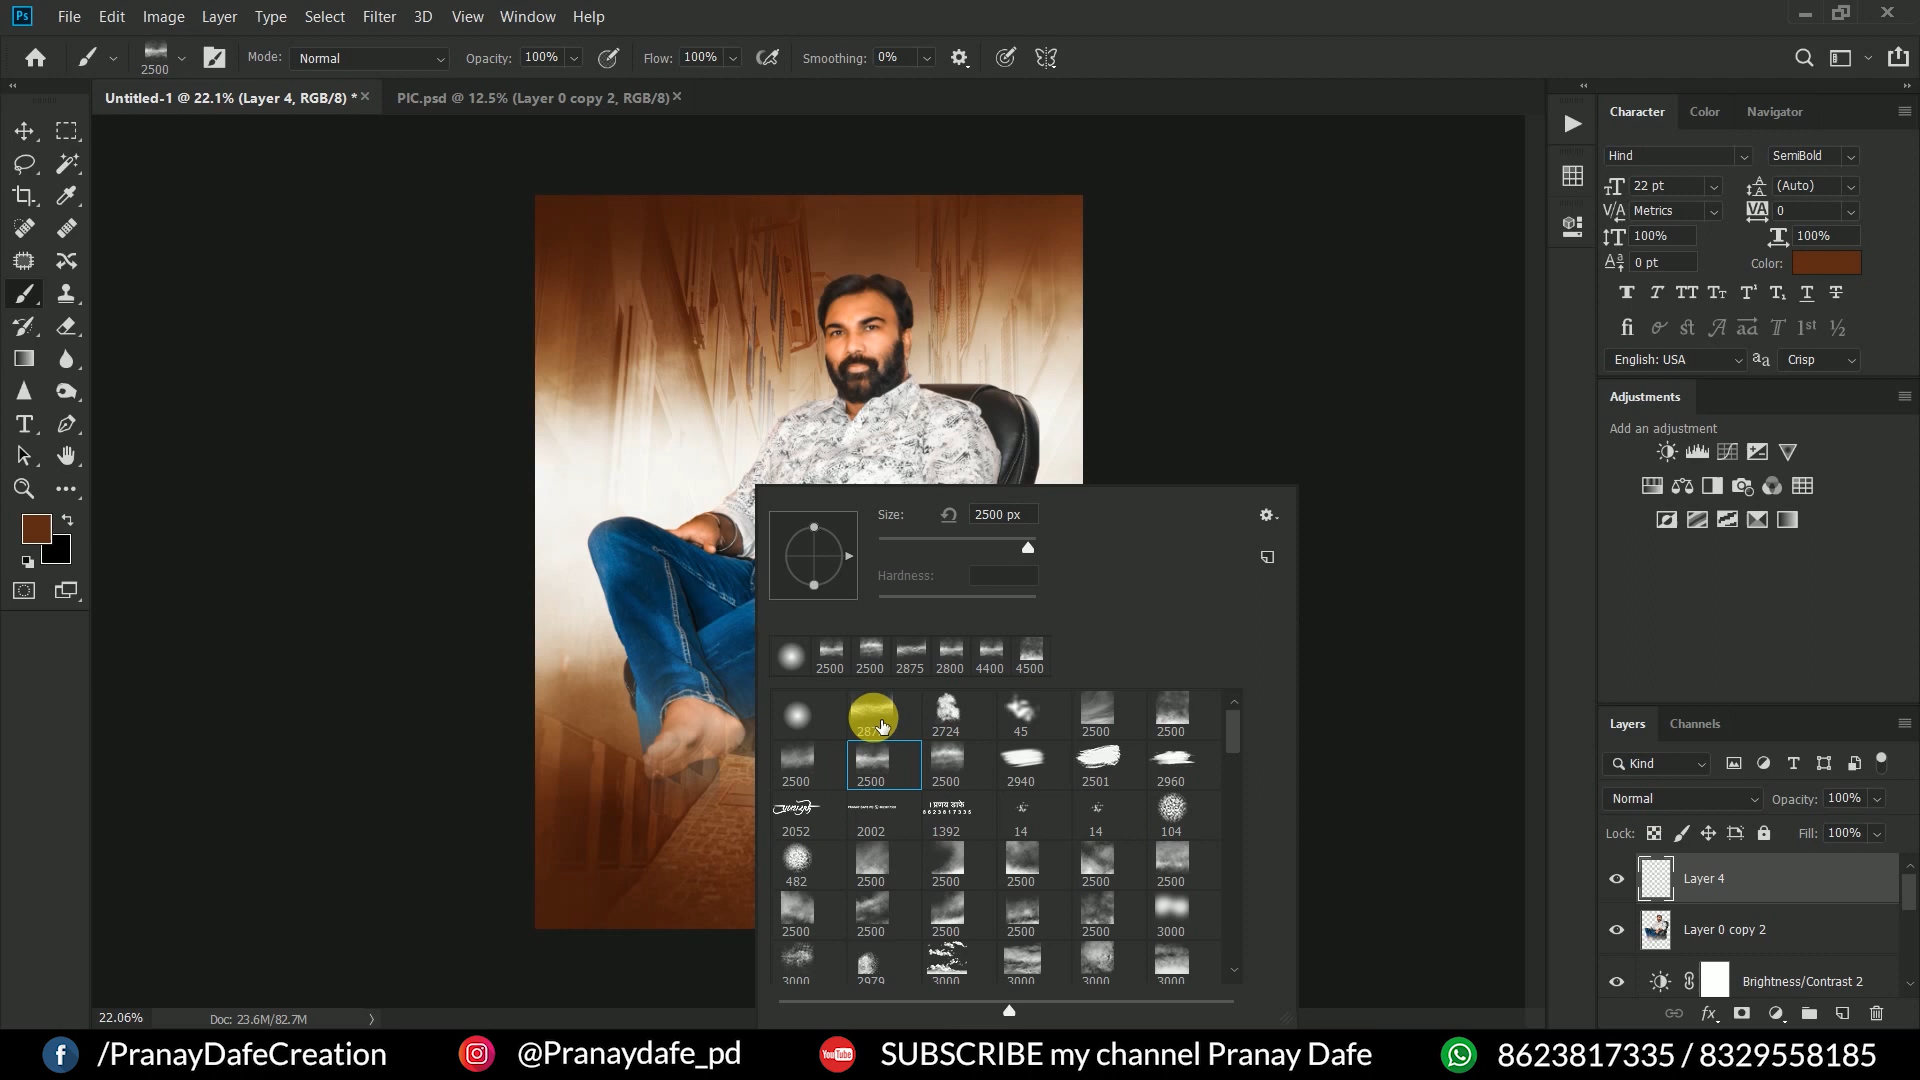 Ps File Edit Image Layer Type Select Filter 3D View Window Help
2500 Mode: Normal Opacity: 100% Flow: 100% Smoothing: 0%
Untitled-1 @ 22.1% (Layer 4, RGB/8) * PIC.psd @ 12.5% (Layer 0 copy 2, RGB/8)
Character Color Navigator
Hind SemiBold
22 pt (Auto)
Metrics 0
100% 100%
0 pt Color:
English: USA Crisp
Adjustments
Add an adjustment
Size: 2500 px
Hardness:
2500 2500 2875 2800 4400 4500
2724 45 2500 2500
2500 2500 2500 2940 2501 2960
।प्रणय डाफे
8623817335
2052 2002 1392 14 14 104
482 2500 2500 2500 2500 2500
2500 2500 2500 2500 2500 3000
3000 2979 3000 3000 3000 3000
Layers Channels
Kind
Normal Opacity: 100%
Lock: Fill: 100%
Layer 4
Layer 0 copy 2
Brightness/Contrast 2
22.06% Doc: 23.6M/82.7M
/PranayDafeCreation @Pranaydafe_pd YouTube SUBSCRIBE my channel Pranay Dafe 8623817335 / 8329558185